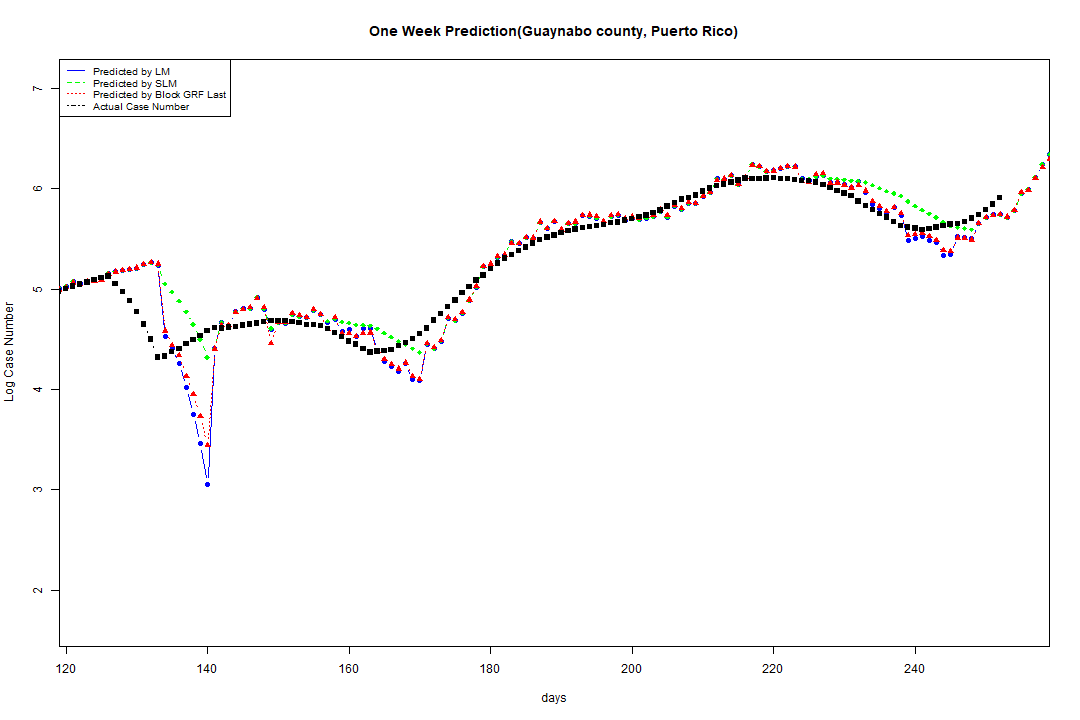 One Week Prediction(Guaynabo county, Puerto Rico)
Predicted by LM
Predicted by SLM
Predicted by Block GRF Last
Actual Case Number
7
6
5
4
3
2
Log Case Number
120 140 160 180 200 220 240
days